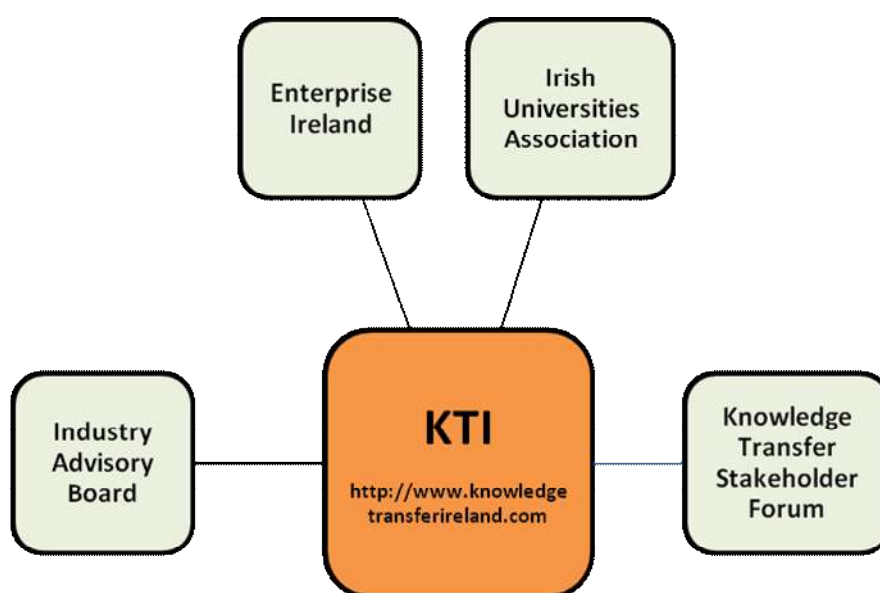 Enterprise
Ireland
Irish
Universities
Association
Industry
Advisory
Board
KTI
http://www.knowledge
transferireland.com
Knowledge
Transfer
Stakeholder
Forum